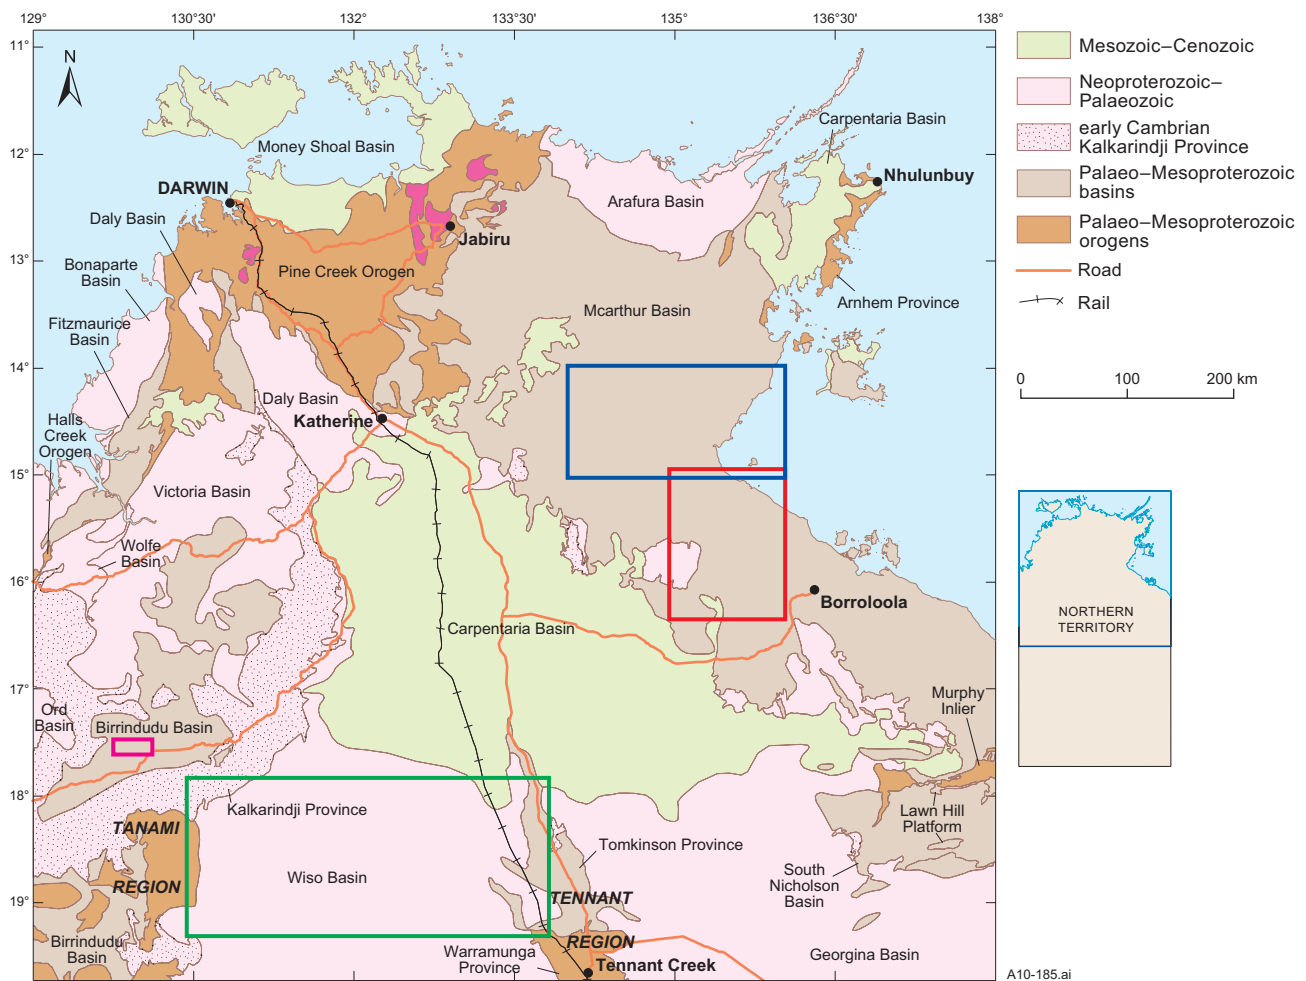 129°
130°30'
132°
133°30'
135°
136°30'
138°
11°
12°
13°
14°
15°
16°
17°
18°
19°
N
Money Shoal Basin
DARWIN
Daly Basin
Bonaparte
Basin
Fitzmaurice
Basin
Halls
Creek
Orogen
Pine Creek Orogen
Jabiru
Arafura Basin
Carpentaria Basin
Nhulunbuy
Arnhem Province
Mcarthur Basin
Daly Basin
Katherine
Victoria Basin
Wolfe
Basin
Carpentaria Basin
Borroloola
Ord
Basin
Birrindudu Basin
Murphy
Inlier
Kalkarindji Province
TANAMI
REGION
Wiso Basin
Tomkinson Province
Lawn Hill
Platform
South
Nicholson
Basin
TENNANT
REGION
Birrindudu
Basin
Warramunga
Province
Tennant Creek
Georgina Basin
Mesozoic–Cenozoic
Neoproterozoic–
Palaeozoic
early Cambrian
Kalkarindji Province
Palaeo–Mesoproterozoic
basins
Palaeo–Mesoproterozoic
orogens
Road
Rail
0 100 200 km
NORTHERN
TERRITORY
A10-185.ai